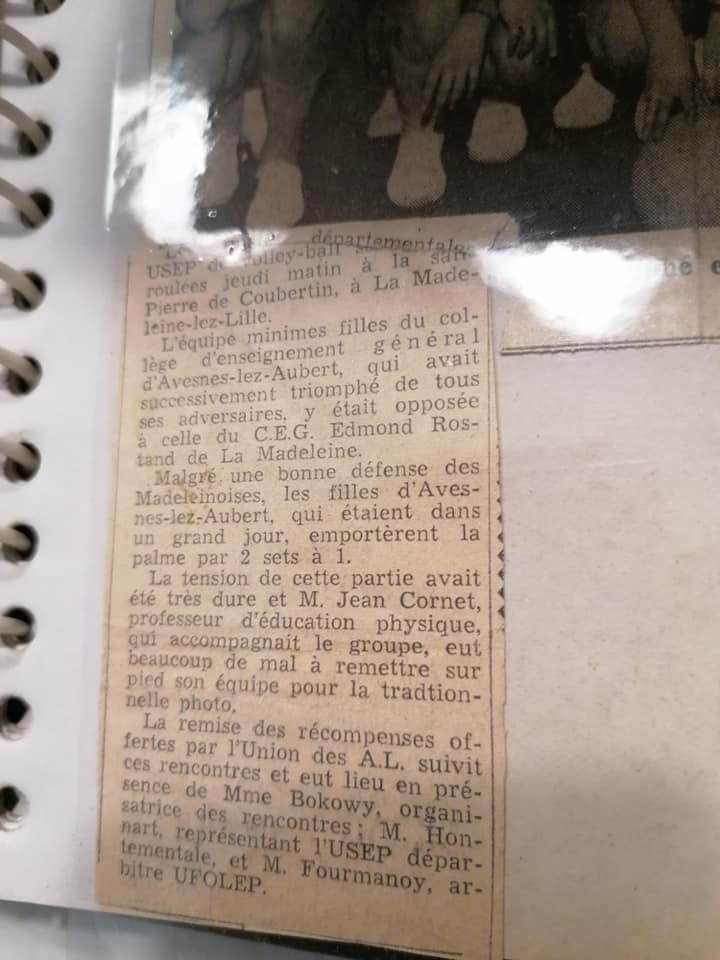 Les départementales
USEP de volley-ball se sont dé-
roulées jeudi matin à la salle
Pierre de Coubertin, à La Made-
leine-lez-Lille.
L'équipe minimes filles du col-
lège d'enseignement général
d'Avesnes-lez-Aubert, qui avait
successivement triomphé de tous
ses adversaires, y était opposée
à celle du C.E.G. Edmond Ros-
tand de La Madeleine.
Malgré une bonne défense des
Madeleinoises, les filles d'Aves-
nes-lez-Aubert, qui étaient dans
un grand jour, emportèrent la
palme par 2 sets à 1.
La tension de cette partie avait
été très dure et M. Jean Cornet,
professeur d'éducation physique,
qui accompagnait le groupe, eut
beaucoup de mal à remettre sur
pied son équipe pour la tradtion-
nelle photo.
La remise des récompenses of-
fertes par l'Union des A.L. suivit
ces rencontres et eut lieu en pré-
sence de Mme Bokowy, organi-
satrice des rencontres ; M. Hon-
nart, représentant l'USEP dépar-
tementale, et M. Fourmanoy, ar-
bitre UFOLEP.